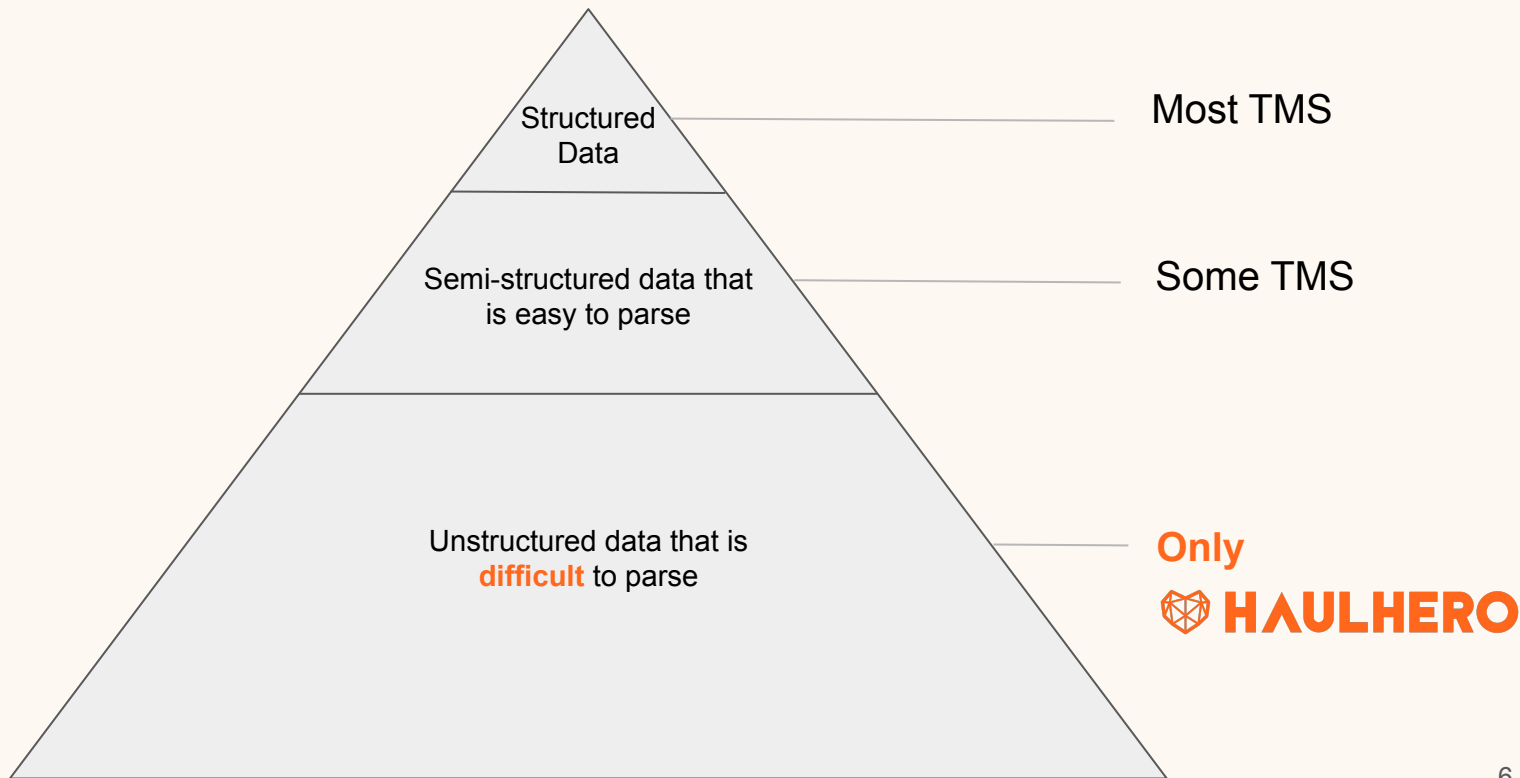 Structured
Data
Most TMS
Semi-structured data that
is easy to parse
Some TMS
Unstructured data that is
difficult to parse
Only
HAULHERO
6